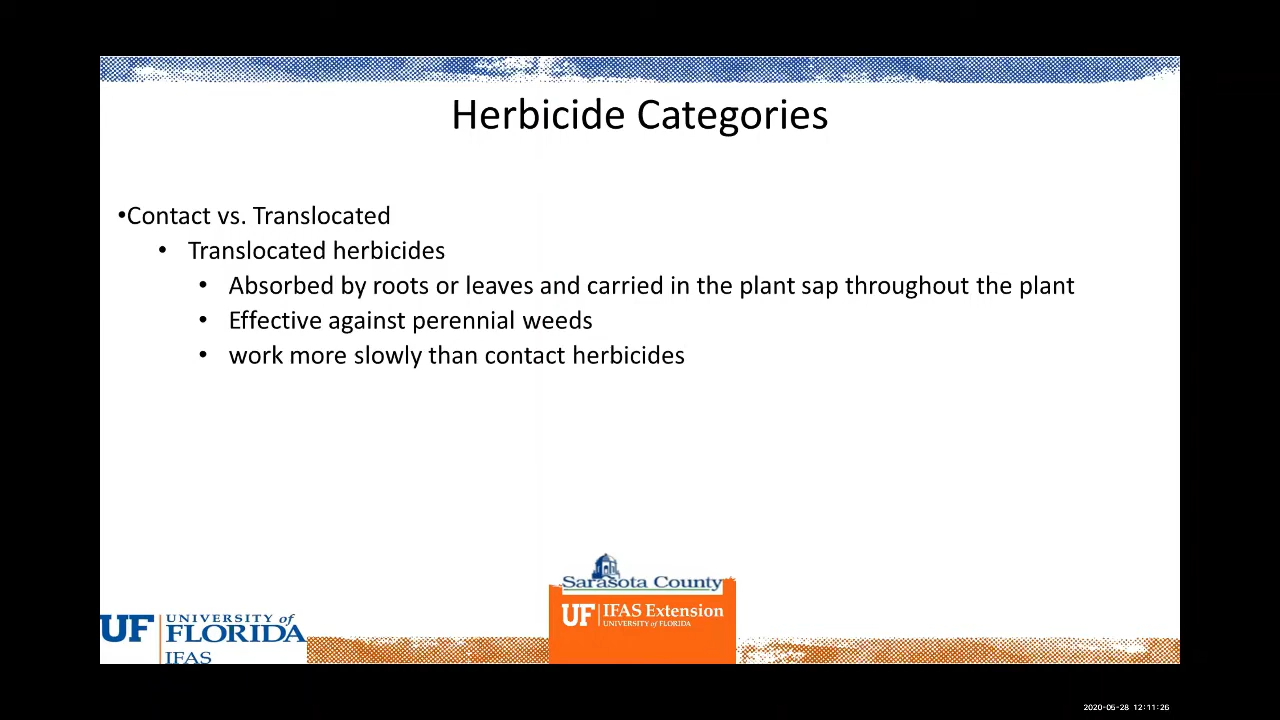 Herbicide Categories
•Contact vs. Translocated
• Translocated herbicides
• Absorbed by roots or leaves and carried in the plant sap throughout the plant
• Effective against perennial weeds
• work more slowly than contact herbicides
Sarasota County
UF IFAS Extension
UNIVERSITY of FLORIDA
UF UNIVERSITY of
FLORIDA
IFAS
2020-05-28 12:11:26